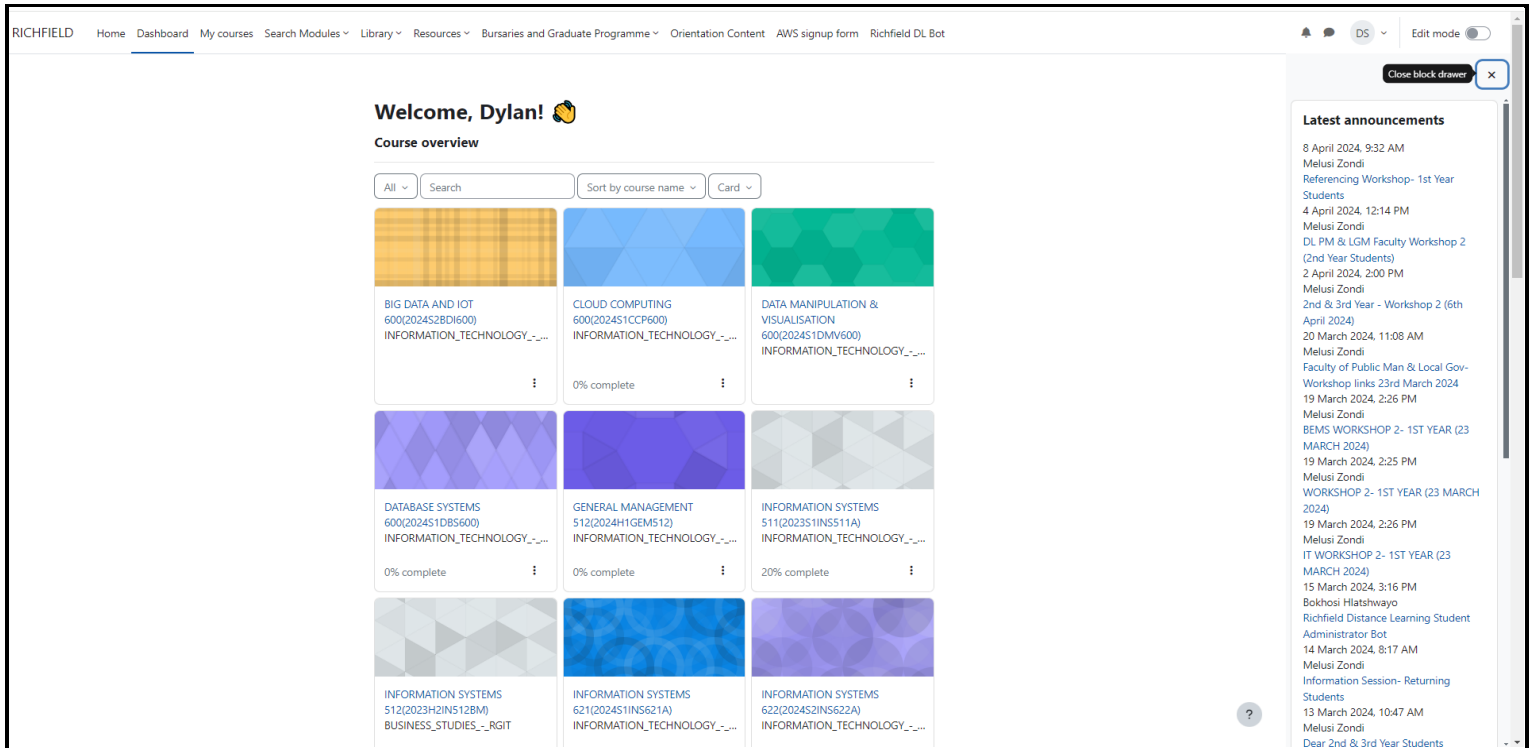 RICHFIELD Home Dashboard My courses Search Modules Library Resources Bursaries and Graduate Programme Orientation Content AWS signup form Richfield DL Bot DS Edit mode
Close block drawer
Welcome, Dylan! 👋
Course overview
All Search Sort by course name Card
BIG DATA AND IOT
600(2024S2BDI600)
INFORMATION_TECHNOLOGY_-_...
CLOUD COMPUTING
600(2024S1CCP600)
INFORMATION_TECHNOLOGY_-_...
0% complete
DATA MANIPULATION &
VISUALISATION
600(2024S1DMV600)
INFORMATION_TECHNOLOGY_-_...
DATABASE SYSTEMS
600(2024S1DBS600)
INFORMATION_TECHNOLOGY_-_...
0% complete
GENERAL MANAGEMENT
512(2024H1GEM512)
INFORMATION_TECHNOLOGY_-_...
0% complete
INFORMATION SYSTEMS
511(2023S1INS511A)
INFORMATION_TECHNOLOGY_-_...
20% complete
INFORMATION SYSTEMS
512(2023H2IN512BM)
BUSINESS_STUDIES_-_RGIT
INFORMATION SYSTEMS
621(2024S1INS621A)
INFORMATION_TECHNOLOGY_-_...
INFORMATION SYSTEMS
622(2024S2INS622A)
INFORMATION_TECHNOLOGY_-_...
Latest announcements
8 April 2024, 9:32 AM
Melusi Zondi
Referencing Workshop- 1st Year
Students
4 April 2024, 12:14 PM
Melusi Zondi
DL PM & LGM Faculty Workshop 2
(2nd Year Students)
2 April 2024, 2:00 PM
Melusi Zondi
2nd & 3rd Year - Workshop 2 (6th
April 2024)
20 March 2024, 11:08 AM
Melusi Zondi
Faculty of Public Man & Local Gov-
Workshop links 23rd March 2024
19 March 2024, 2:26 PM
Melusi Zondi
BEMS WORKSHOP 2- 1ST YEAR (23
MARCH 2024)
19 March 2024, 2:25 PM
Melusi Zondi
WORKSHOP 2- 1ST YEAR (23 MARCH
2024)
19 March 2024, 2:26 PM
Melusi Zondi
IT WORKSHOP 2- 1ST YEAR (23
MARCH 2024)
15 March 2024, 3:16 PM
Bokhosi Hlatshwayo
Richfield Distance Learning Student
Administrator Bot
14 March 2024, 8:17 AM
Melusi Zondi
Information Session- Returning
Students
13 March 2024, 10:47 AM
Melusi Zondi
Dear 2nd & 3rd Year Students
?